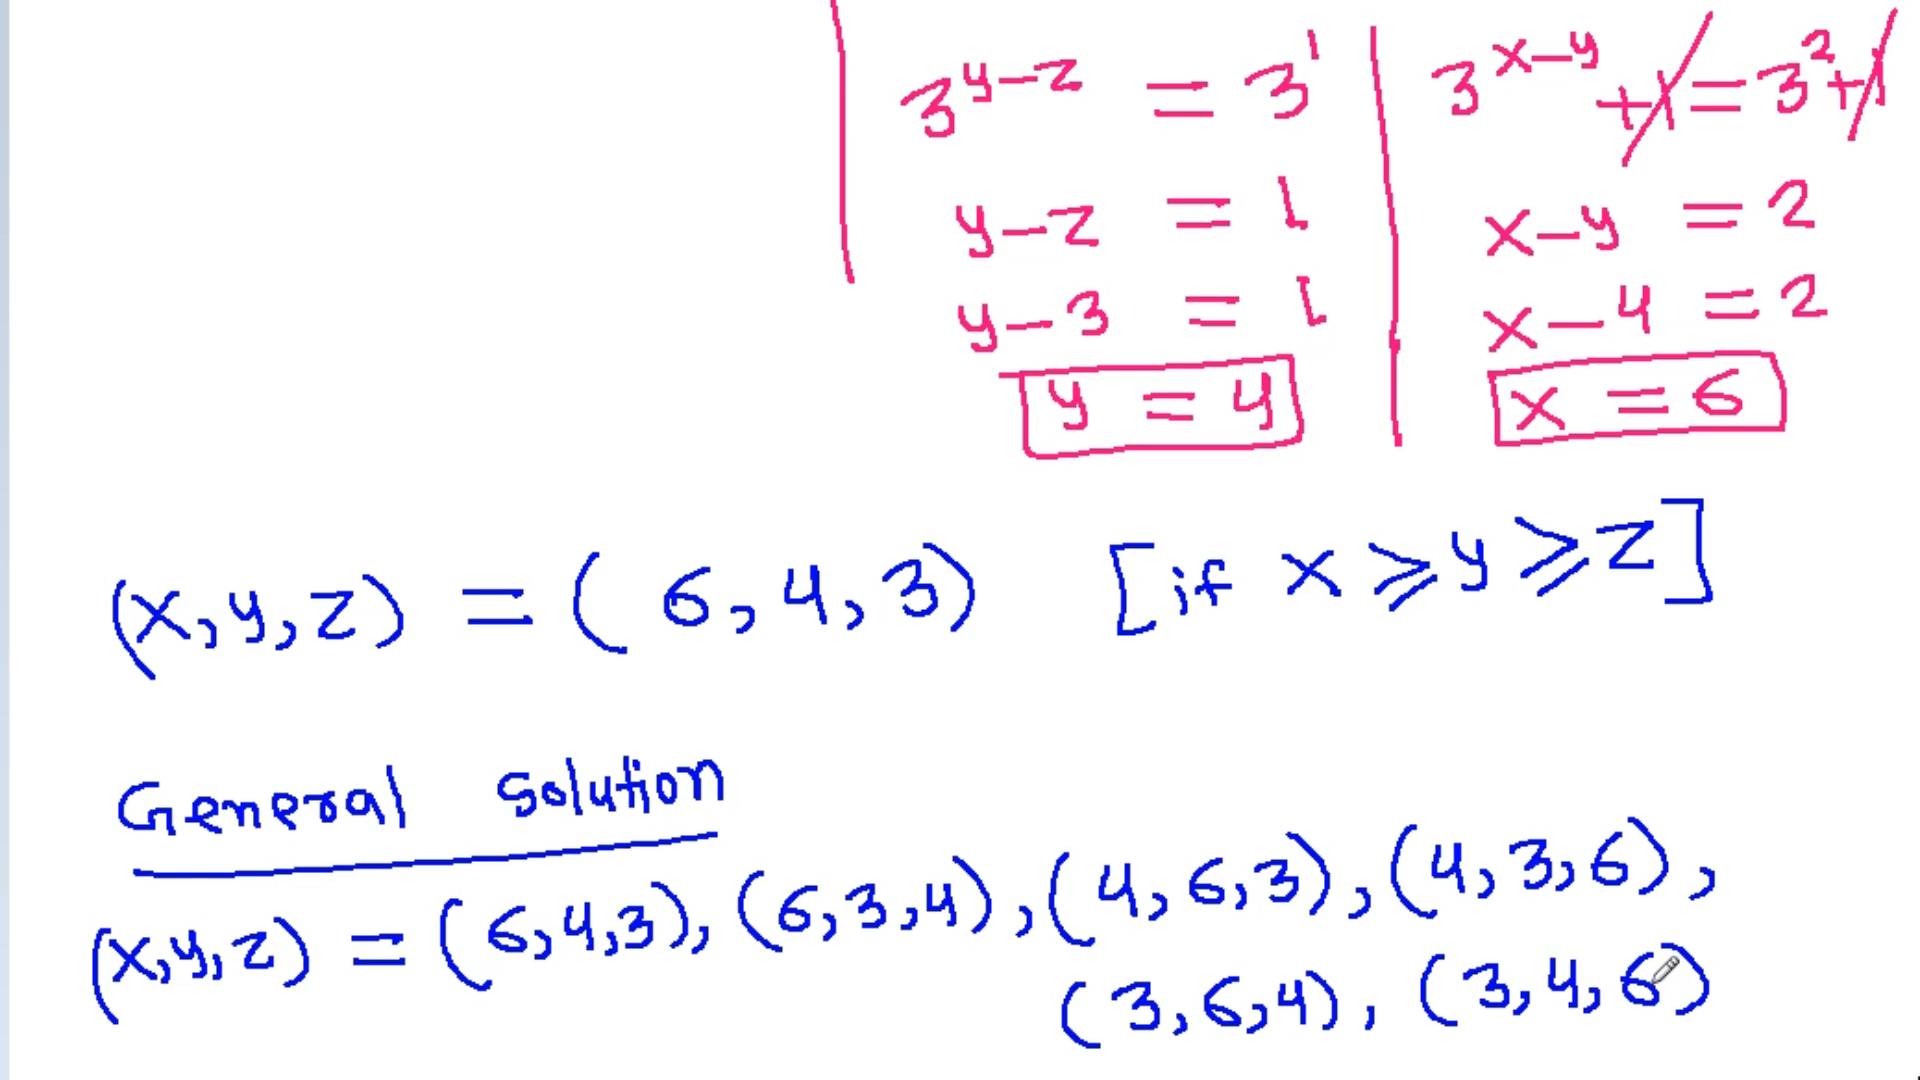 3^{y-z} = 3^1
y-z = 1
y-3 = 1
y = 4
3^{x-y} +1 = 3^2+1
x-y = 2
x-4 = 2
x = 6
(x,y,z) = (6,4,3) [if x ⩾ y ⩾ z]
General Solution
(x,y,z) = (6,4,3), (6,3,4), (4,6,3), (4,3,6),
(3,6,4), (3,4,6)